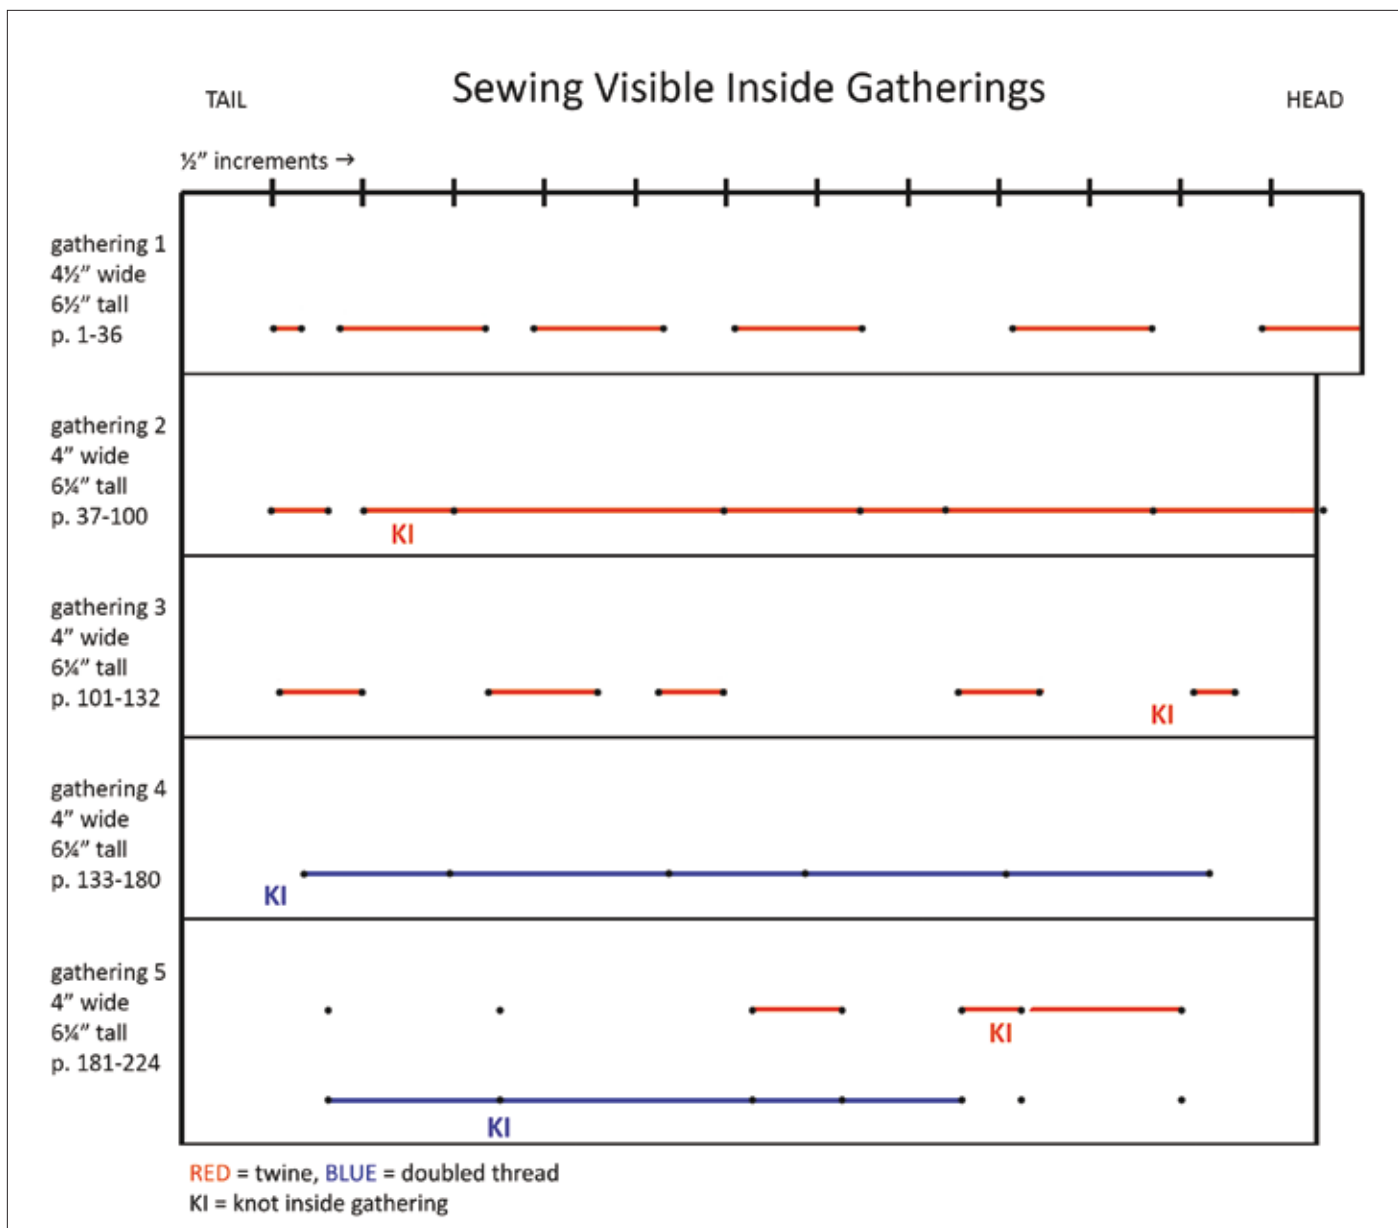 Sewing Visible Inside Gatherings
TAIL
HEAD
½” increments →
gathering 1
4½” wide
6½” tall
p. 1-36
gathering 2
4” wide
6¼” tall
p. 37-100
KI
gathering 3
4” wide
6¼” tall
p. 101-132
KI
gathering 4
4” wide
6¼” tall
p. 133-180
KI
gathering 5
4” wide
6¼” tall
p. 181-224
KI
KI
RED = twine, BLUE = doubled thread
KI = knot inside gathering